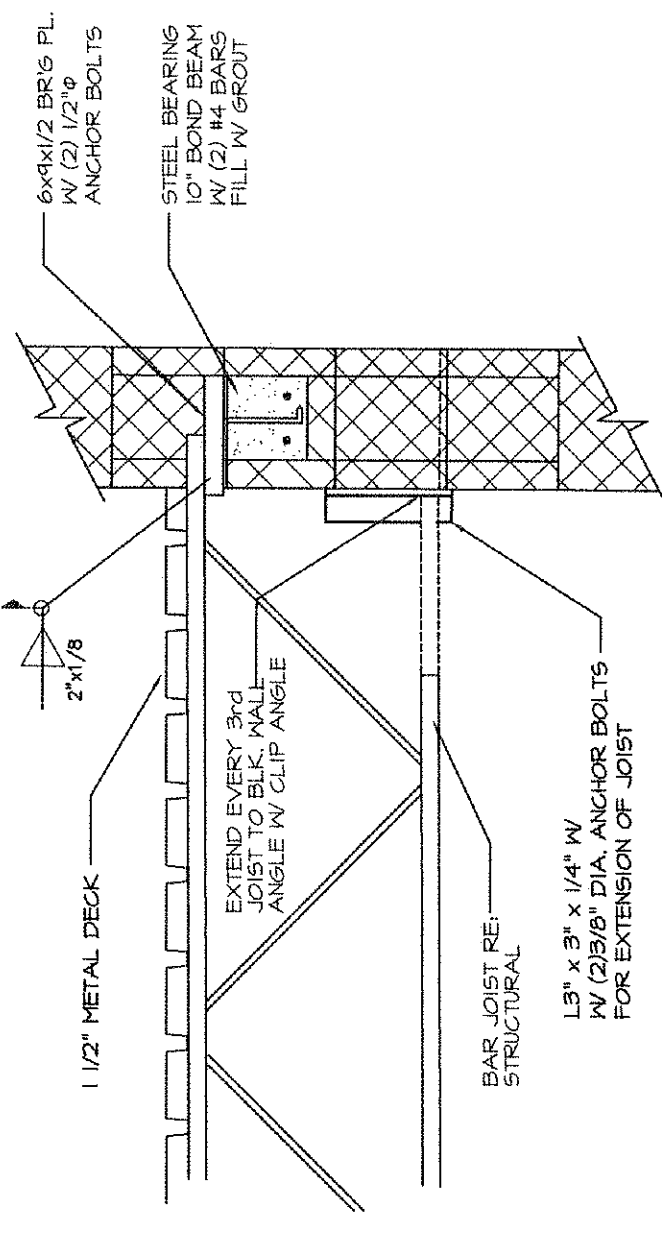 6x9x1/2 BR'G PL.
W/ (2) 1/2"Φ
ANCHOR BOLTS
STEEL BEARING
10" BOND BEAM
W/ (2) #4 BARS
FILL W/ GROUT
2"x1/8
1 1/2" METAL DECK
EXTEND EVERY 3rd
JOIST TO BLK. WALL
ANGLE W/ CLIP ANGLE
BAR JOIST RE:
STRUCTURAL
L3" x 3" x 1/4" W
W/ (2)3/8" DIA. ANCHOR BOLTS
FOR EXTENSION OF JOIST